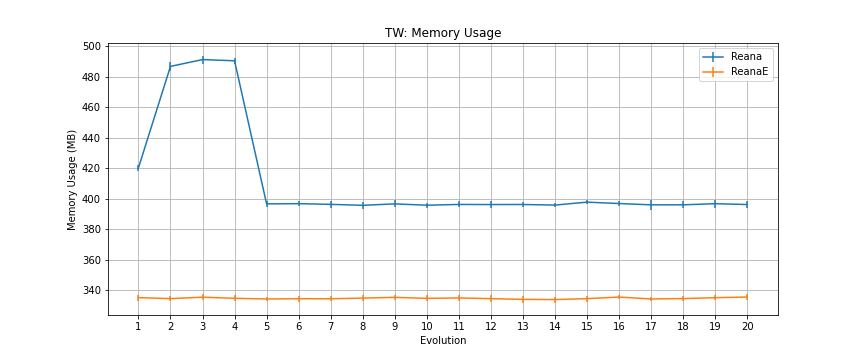 TW: Memory Usage
500
480
460
440
420
400
380
360
340
Memory Usage (MB)
Reana
ReanaE
1 2 3 4 5 6 7 8 9 10 11 12 13 14 15 16 17 18 19 20
Evolution